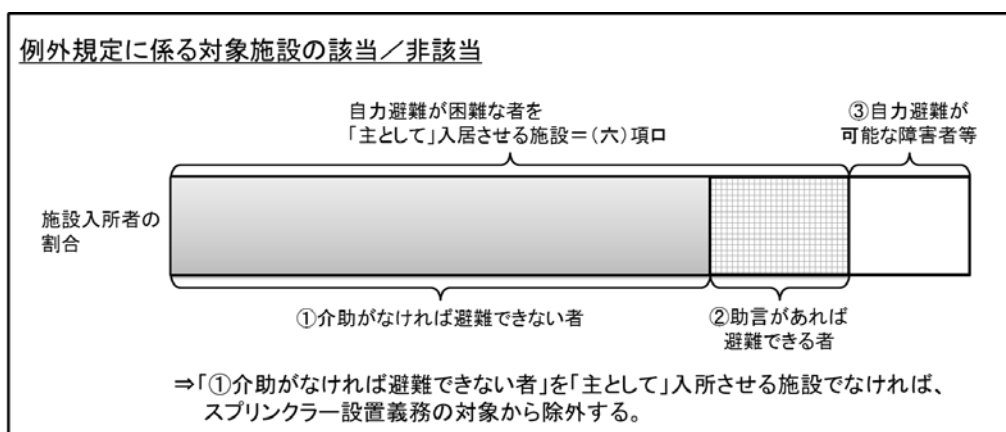 例外規定に係る対象施設の該当／非該当
自力避難が困難な者を
「主として」入居させる施設＝(六)項ロ
③自力避難が
可能な障害者等
施設入所者の
割合
①介助がなければ避難できない者
②助言があれば
避難できる者
⇒「①介助がなければ避難できない者」を「主として」入所させる施設でなければ、
スプリンクラー設置義務の対象から除外する。